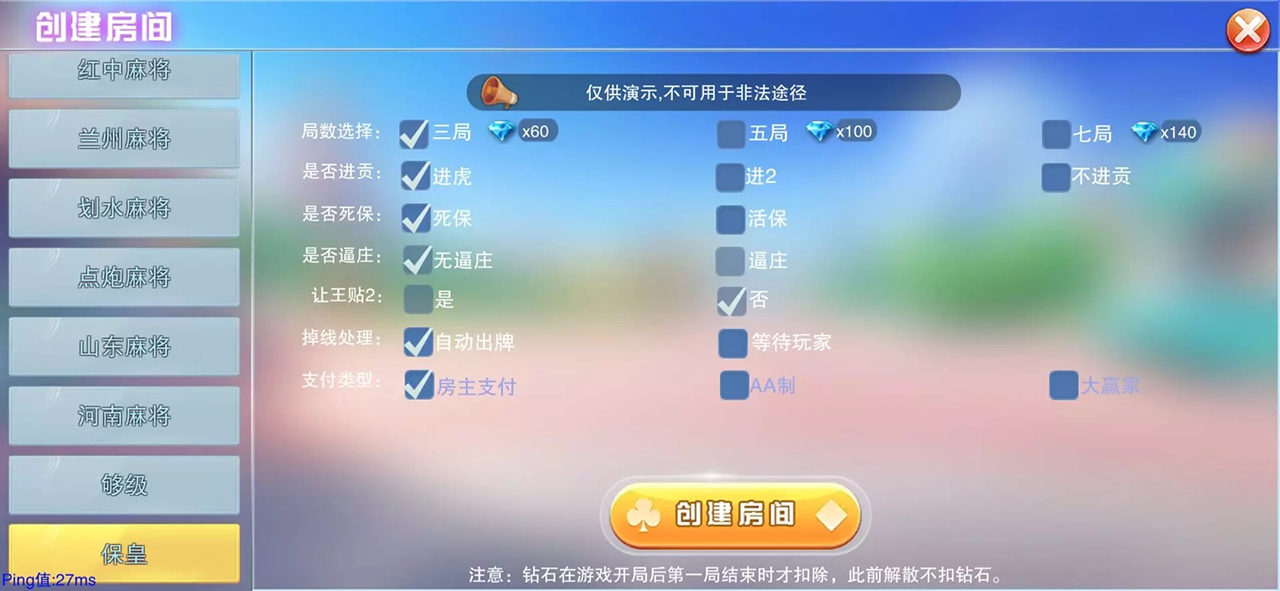 创建房间
红中麻将
兰州麻将
划水麻将
点炮麻将
山东麻将
河南麻将
够级
保皇
Ping值:27ms
仅供演示,不可用于非法途径
局数选择： 三局 x60 五局 x100 七局 x140
是否进贡： 进虎 进2 不进贡
是否死保： 死保 活保
是否逼庄： 无逼庄 逼庄
让王贴2： 是 否
掉线处理： 自动出牌 等待玩家
支付类型： 房主支付 AA制 大赢家
创建房间
注意：钻石在游戏开局后第一局结束时才扣除，此前解散不扣钻石。